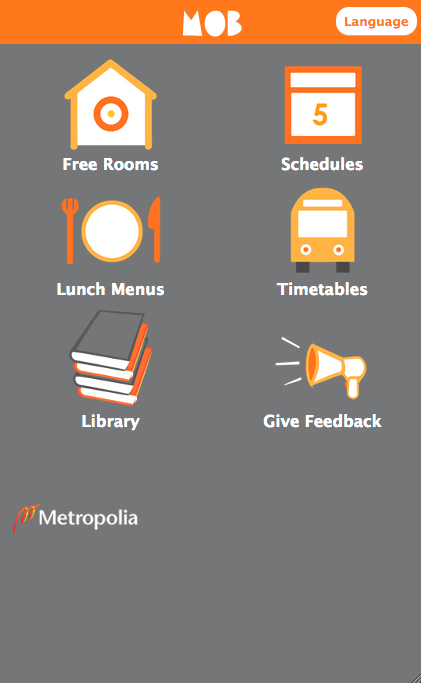 MOB
Language
Free Rooms
5
Schedules
Lunch Menus
Timetables
Library
Give Feedback
Metropolia